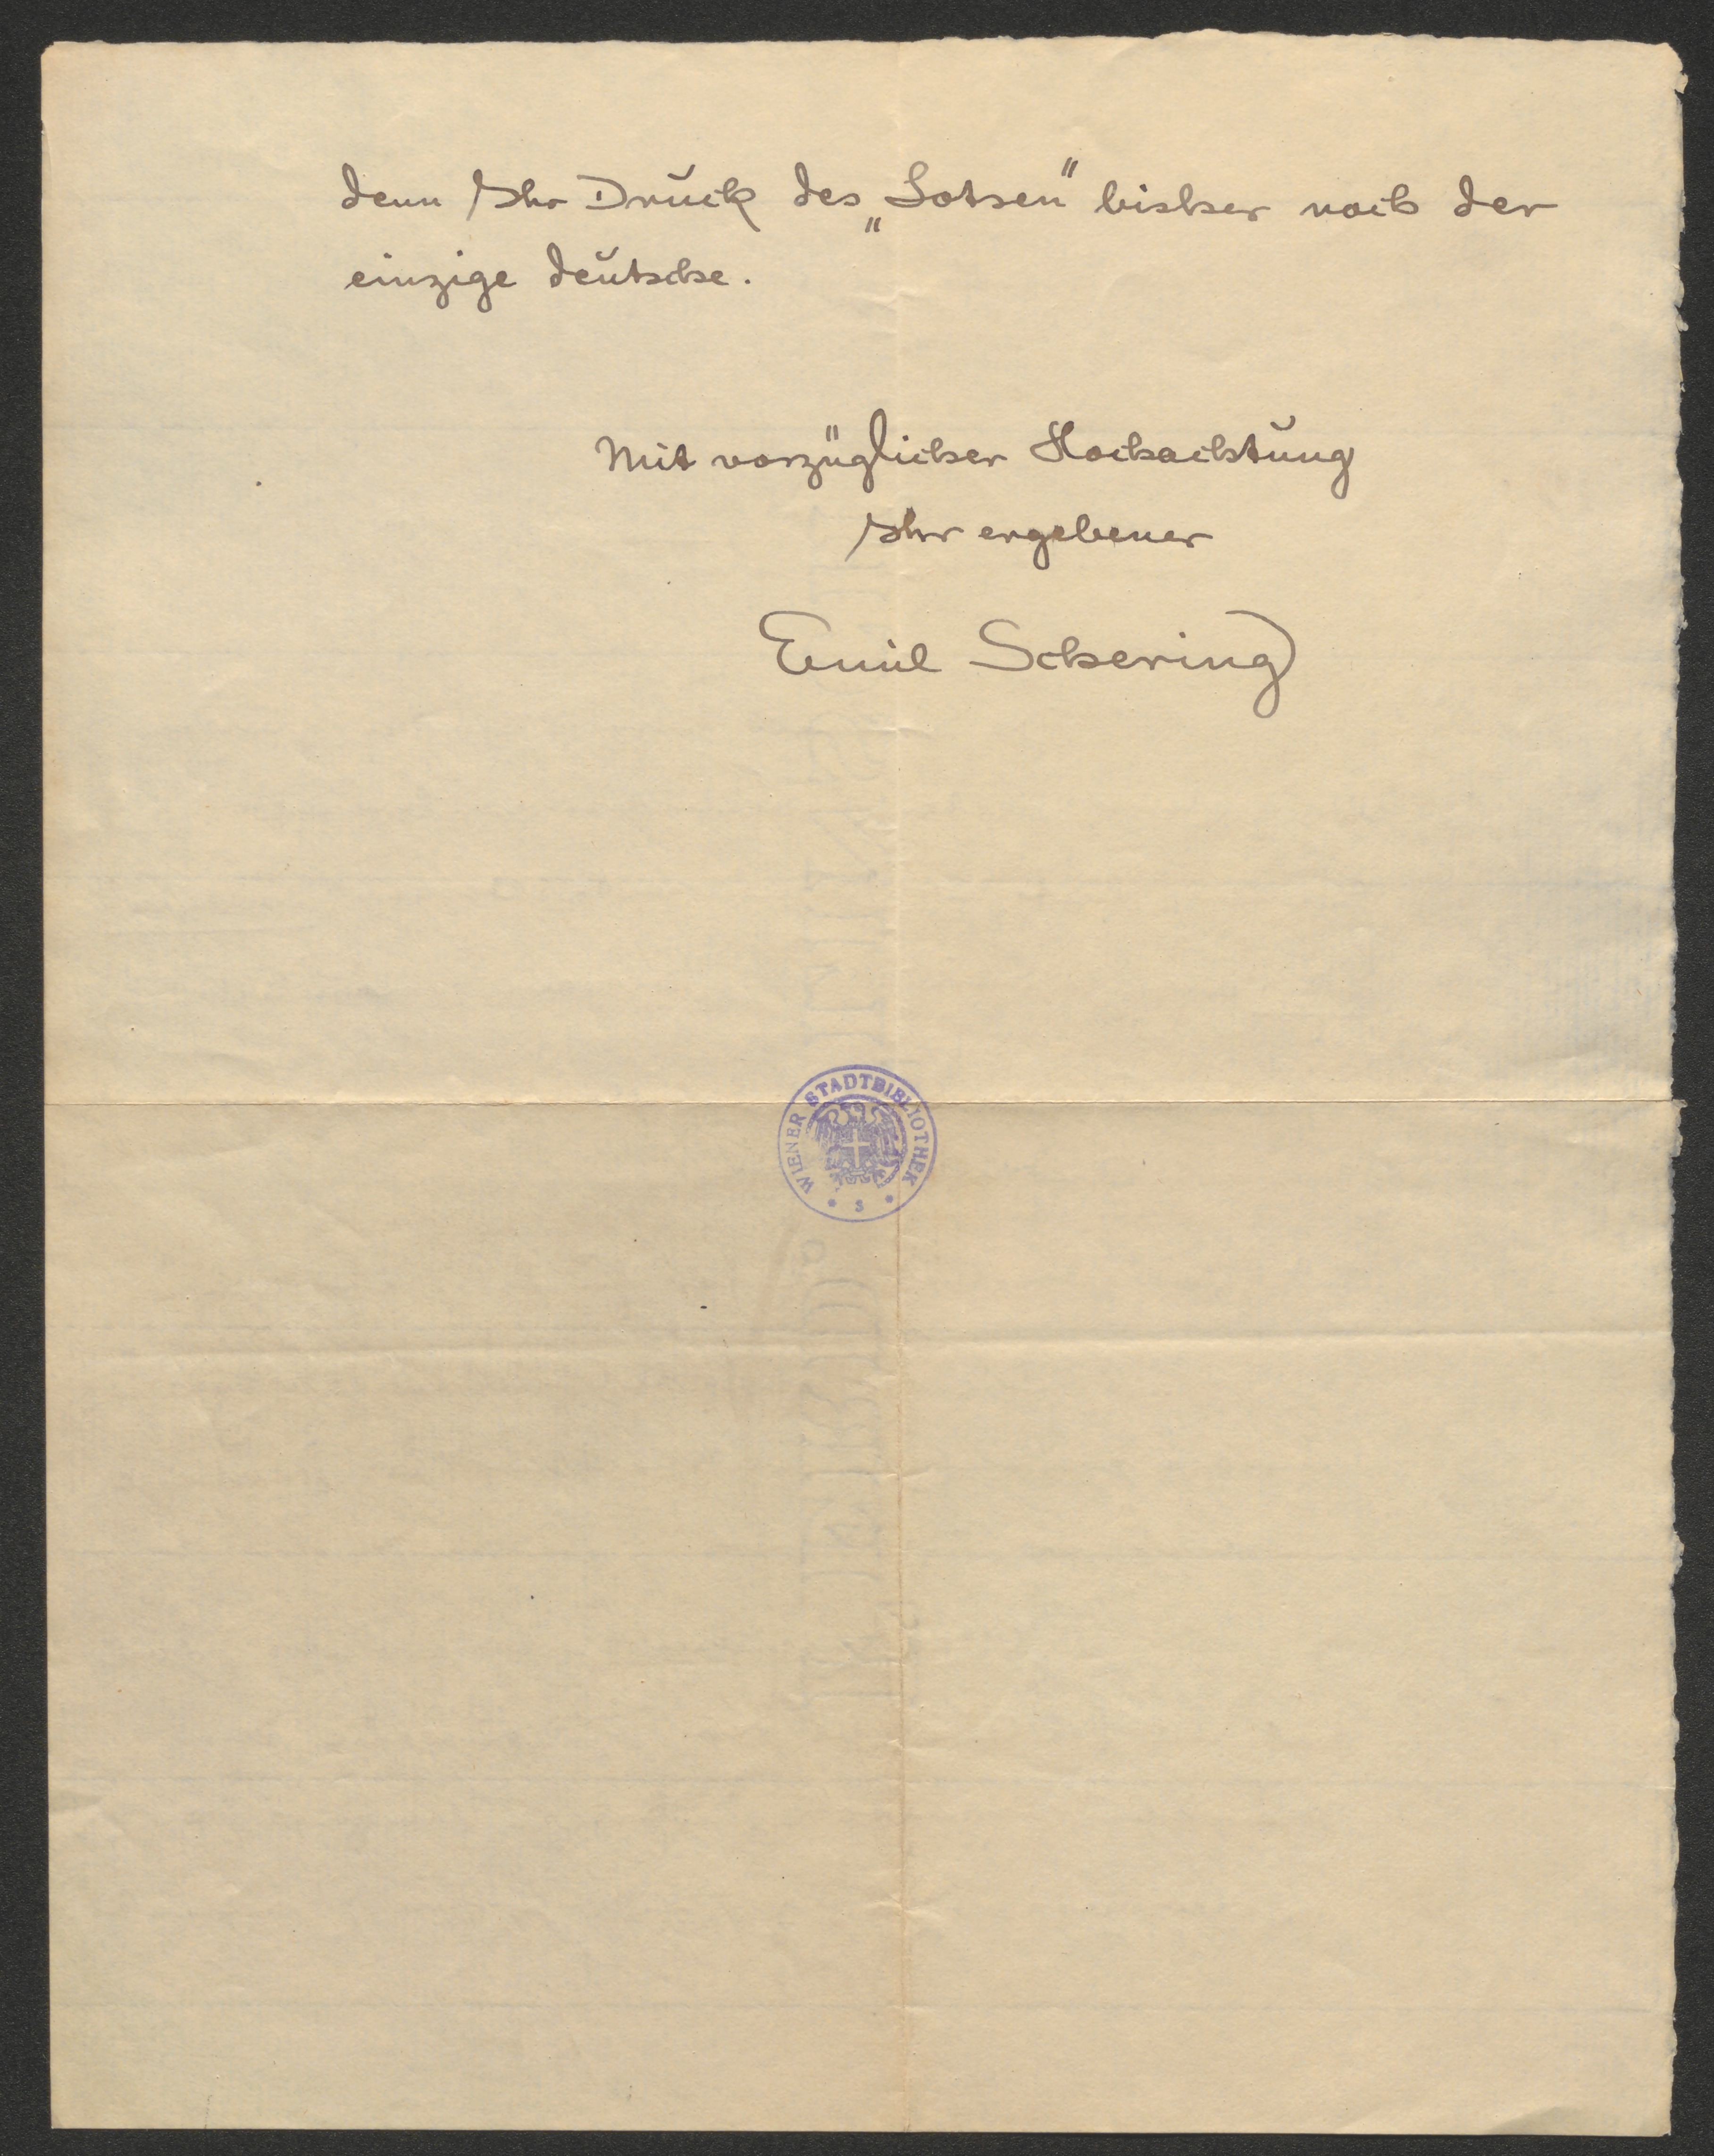 denn Ihr Druck des „Lotsen" bisher noch der
einzige deutsche.
Mit vorzüglicher Hochachtung
Ihr ergebener
Emil Schering
WIENER STADTBIBLIOTHEK
* S *